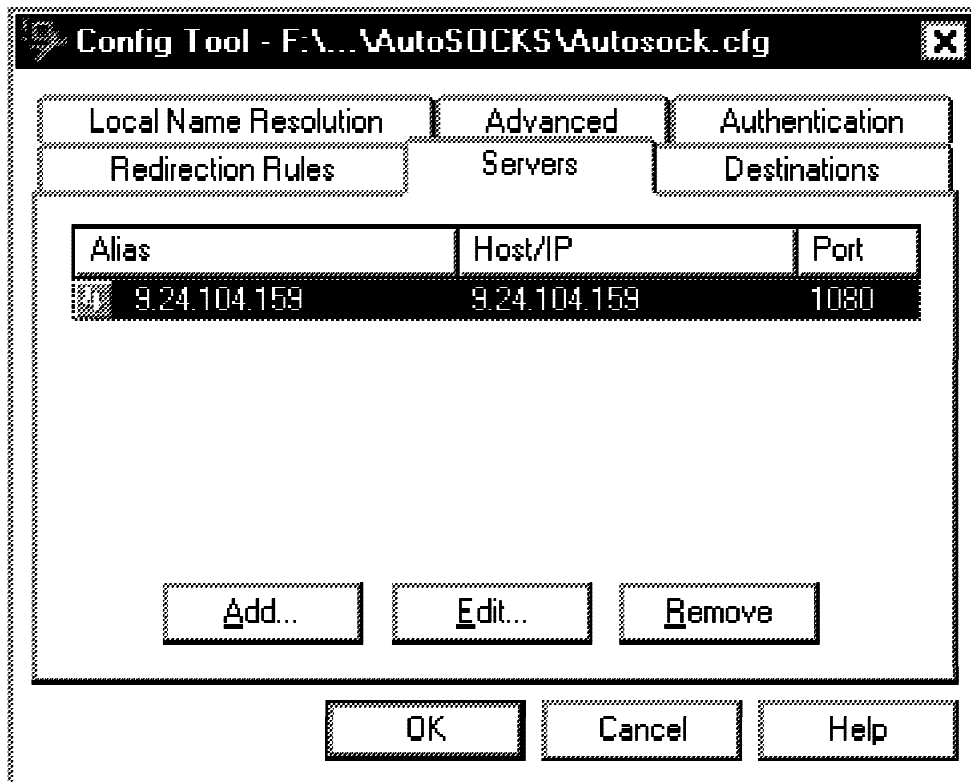 Config Tool - F:\...\AutoSOCKS\Autosock.cfg
Local Name Resolution Advanced Authentication
Redirection Rules Servers Destinations
Alias Host/IP Port
9.24.104.159 9.24.104.159 1080
Add... Edit... Remove
OK Cancel Help